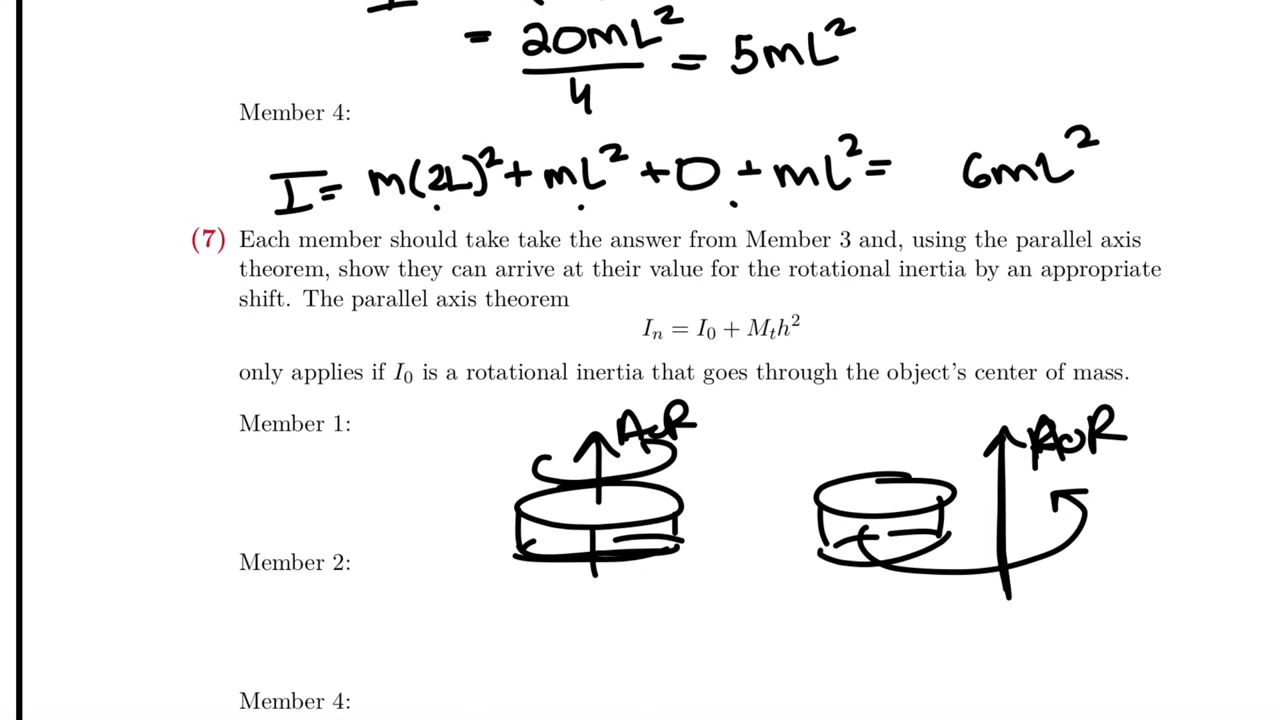 = 20mL² / 4 = 5mL²
Member 4:
I = m(2L)² + mL² + 0 + mL² = 6mL²
(7) Each member should take take the answer from Member 3 and, using the parallel axis
theorem, show they can arrive at their value for the rotational inertia by an appropriate
shift. The parallel axis theorem
Iₙ = I₀ + Mₜh²
only applies if I₀ is a rotational inertia that goes through the object's center of mass.
Member 1:
AoR
AoR
Member 2:
Member 4: